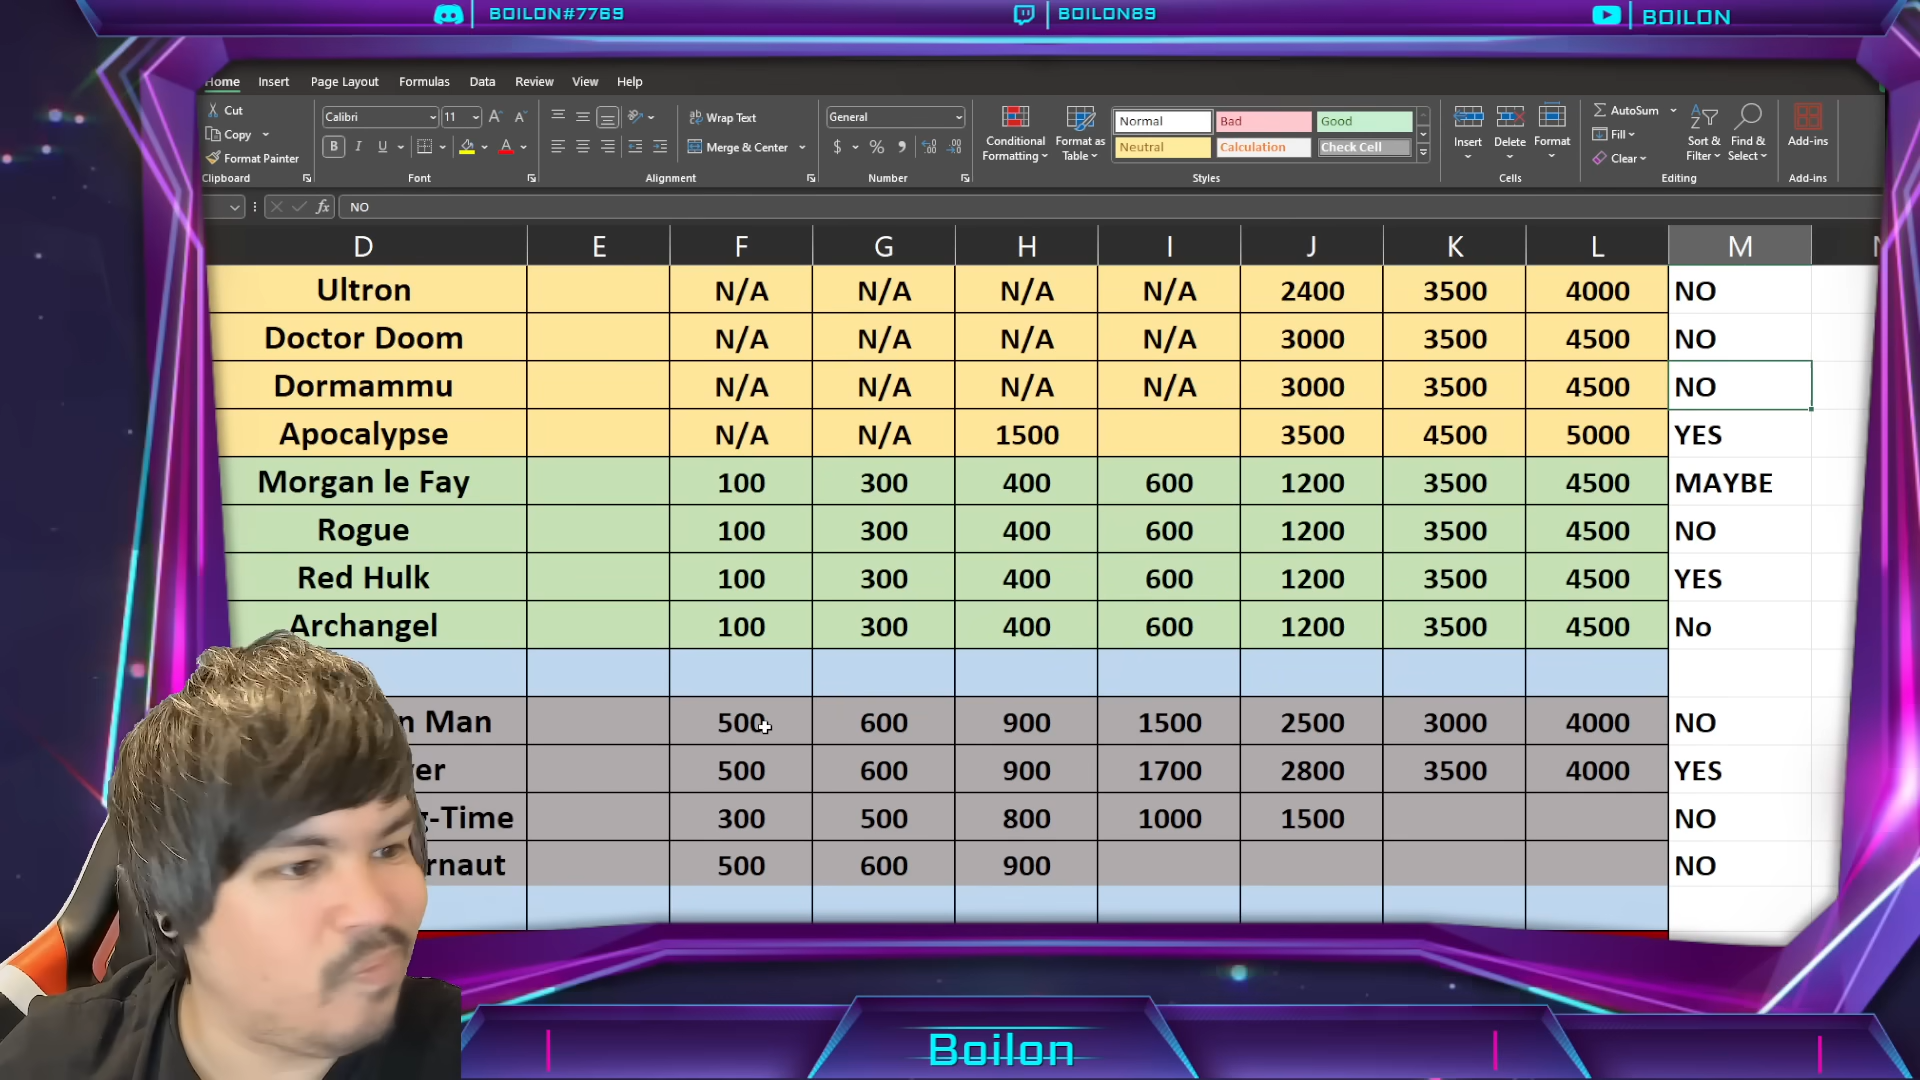 BOILON#7769 BOILON89 BOILON
Home Insert Page Layout Formulas Data Review View Help
Cut
Copy
Format Painter
Clipboard
Calibri 11
B I U
Font
Wrap Text
Merge & Center
Alignment
General
$ %
Number
Conditional Formatting
Format as Table
Normal Bad Good
Neutral Calculation Check Cell
Styles
Insert Delete Format
Cells
AutoSum
Fill
Clear
Sort & Filter
Find & Select
Editing
Add-ins
Add-ins
fx NO
D E F G H I J K L M
Ultron N/A N/A N/A N/A 2400 3500 4000 NO
Doctor Doom N/A N/A N/A N/A 3000 3500 4500 NO
Dormammu N/A N/A N/A N/A 3000 3500 4500 NO
Apocalypse N/A N/A 1500 3500 4500 5000 YES
Morgan le Fay 100 300 400 600 1200 3500 4500 MAYBE
Rogue 100 300 400 600 1200 3500 4500 NO
Red Hulk 100 300 400 600 1200 3500 4500 YES
Archangel 100 300 400 600 1200 3500 4500 No
n Man 500 600 900 1500 2500 3000 4000 NO
er 500 600 900 1700 2800 3500 4000 YES
-Time 300 500 800 1000 1500 NO
rnaut 500 600 900 NO
Boilon